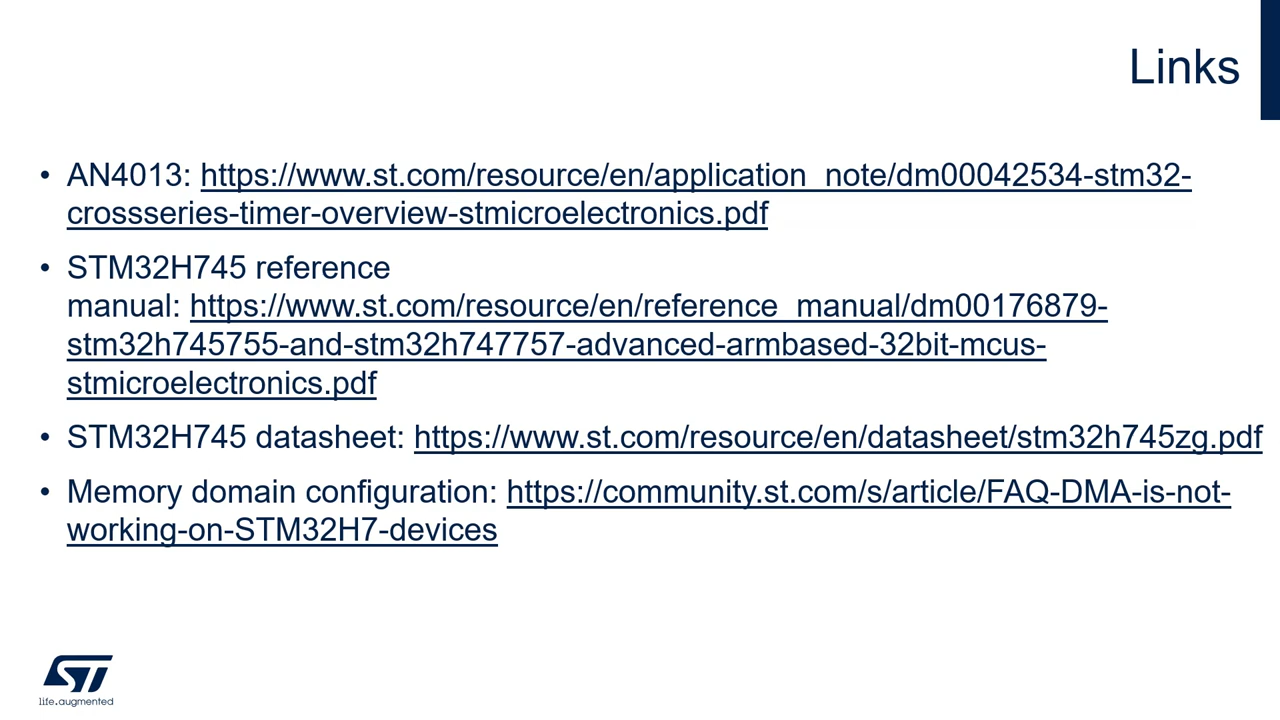 Links
• AN4013: https://www.st.com/resource/en/application_note/dm00042534-stm32-
crossseries-timer-overview-stmicroelectronics.pdf
• STM32H745 reference
manual: https://www.st.com/resource/en/reference_manual/dm00176879-
stm32h745755-and-stm32h747757-advanced-armbased-32bit-mcus-
stmicroelectronics.pdf
• STM32H745 datasheet: https://www.st.com/resource/en/datasheet/stm32h745zg.pdf
• Memory domain configuration: https://community.st.com/s/article/FAQ-DMA-is-not-
working-on-STM32H7-devices
ST
life.augmented